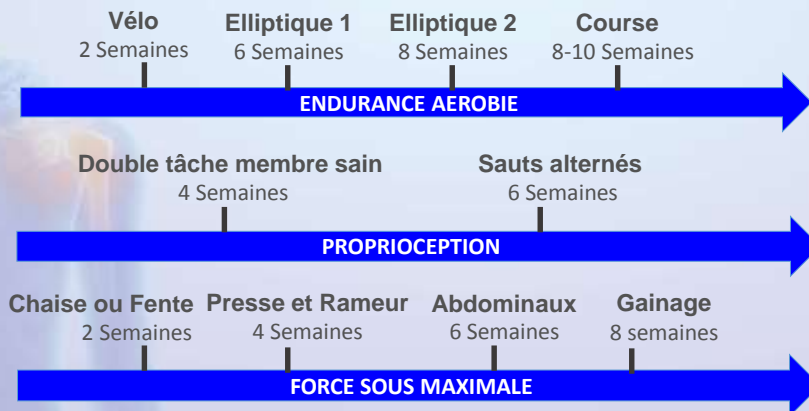 Vélo Elliptique 1 Elliptique 2 Course
2 Semaines 6 Semaines 8 Semaines 8-10 Semaines
ENDURANCE AEROBIE
Double tâche membre sain Sauts alternés
4 Semaines 6 Semaines
PROPRIOCEPTION
Chaise ou Fente Presse et Rameur Abdominaux Gainage
2 Semaines 4 Semaines 6 Semaines 8 semaines
FORCE SOUS MAXIMALE